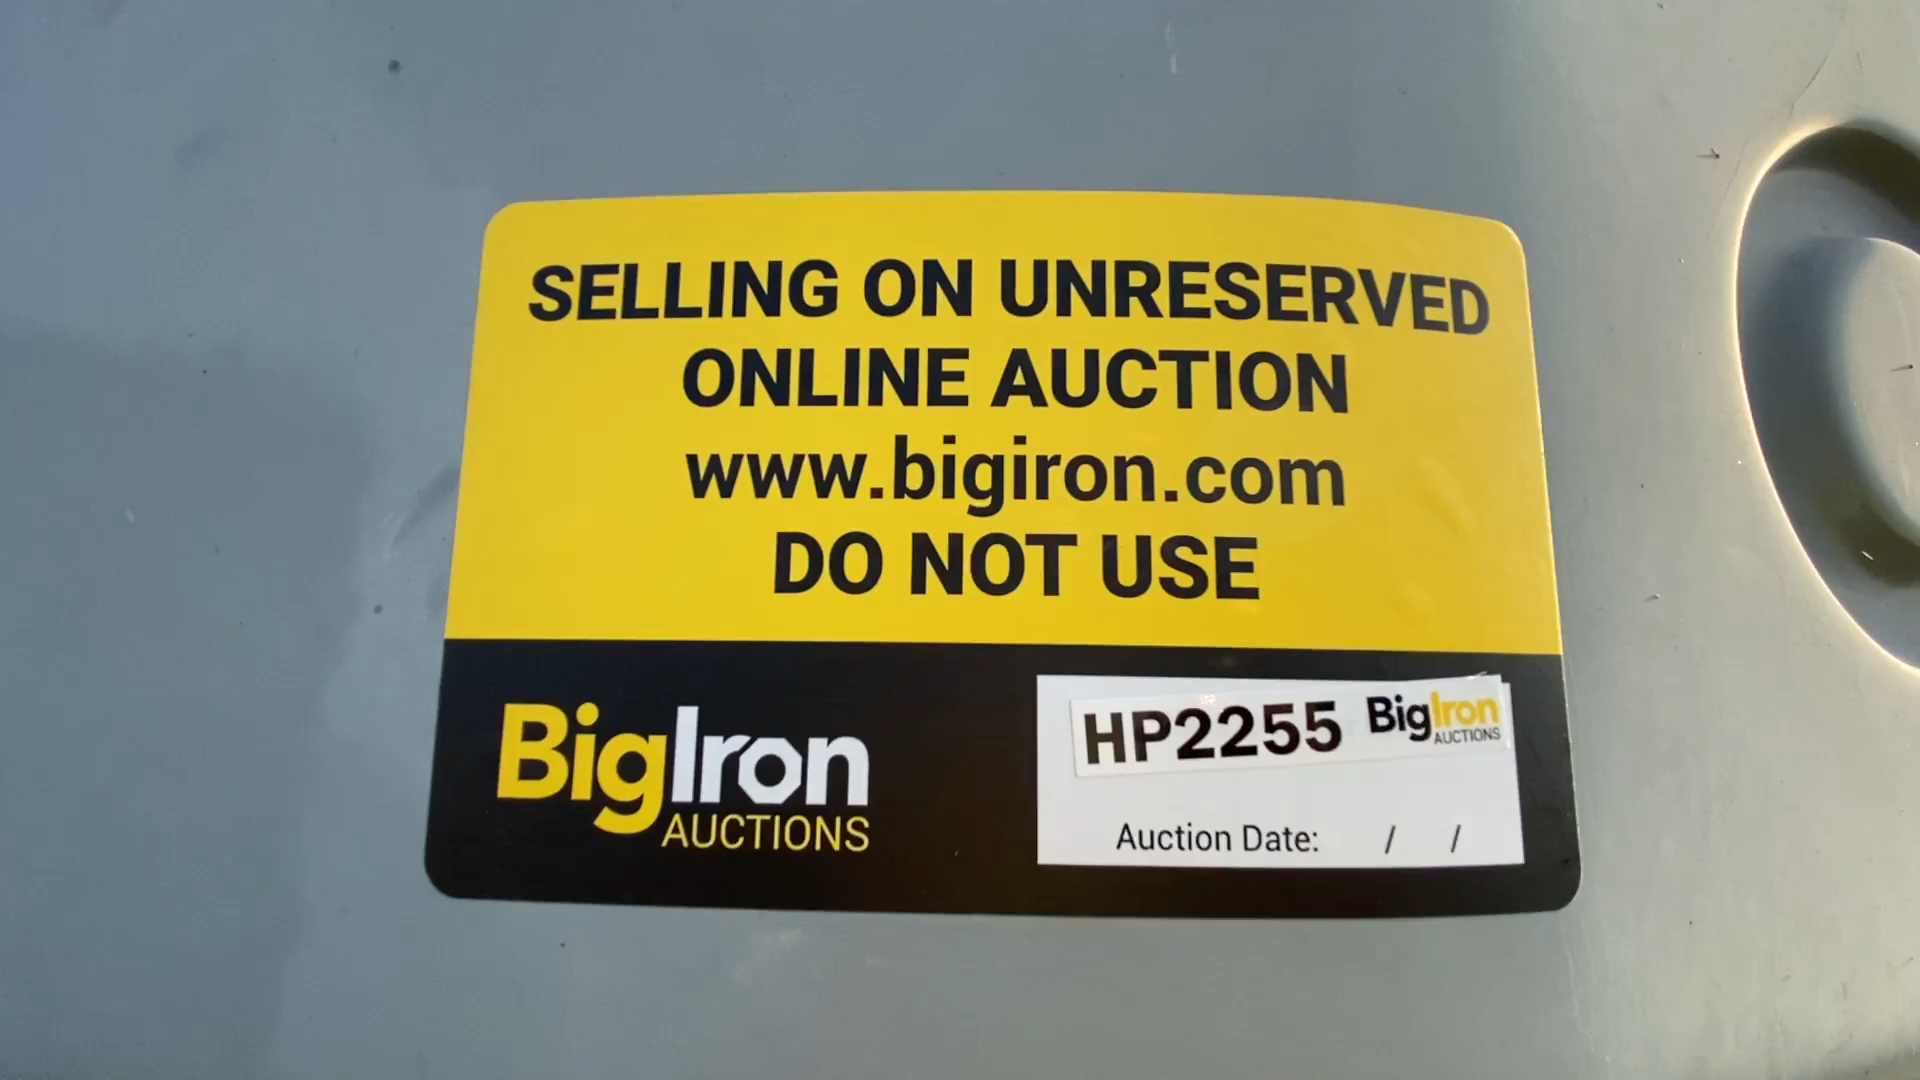 SELLING ON UNRESERVED
ONLINE AUCTION
www.bigiron.com
DO NOT USE
BigIron
AUCTIONS
HP2255 BigIron
AUCTIONS
Auction Date: / /